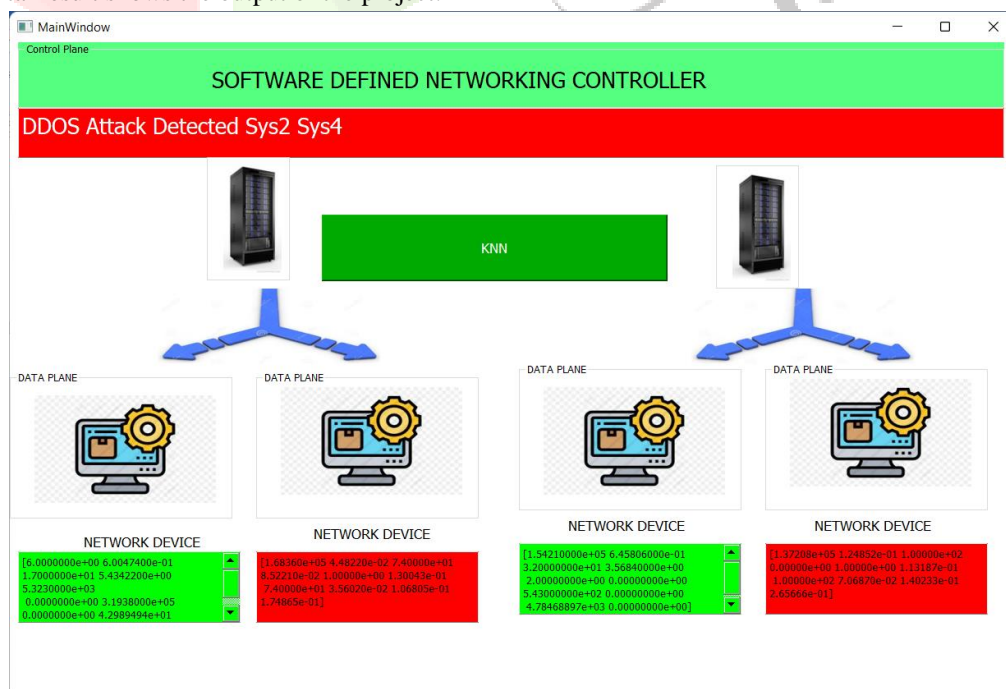 MainWindow
Control Plane
SOFTWARE DEFINED NETWORKING CONTROLLER
DDOS Attack Detected Sys2 Sys4
KNN
DATA PLANE
DATA PLANE
DATA PLANE
DATA PLANE
NETWORK DEVICE
NETWORK DEVICE
NETWORK DEVICE
NETWORK DEVICE
[6.0000000e+00 6.0047400e-01
1.7000000e+01 5.4342200e+00
5.3230000e+03
0.0000000e+00 3.1938000e+05
0.0000000e+00 4.2989494e+01
[1.68360e+05 4.48220e-02 7.40000e+01
8.52210e-02 1.00000e+00 1.30043e-01
7.40000e+01 3.56020e-02 1.06805e-01
1.74865e-01]
[1.54210000e+05 6.45806000e-01
3.20000000e+01 3.56840000e+00
2.00000000e+00 0.00000000e+00
5.43000000e+02 0.00000000e+00
4.78468897e+03 0.00000000e+00]
[1.37208e+05 1.24852e-01 1.00000e+02
0.00000e+00 1.00000e+00 1.13187e-01
1.00000e+02 7.06870e-02 1.40233e-01
2.65666e-01]